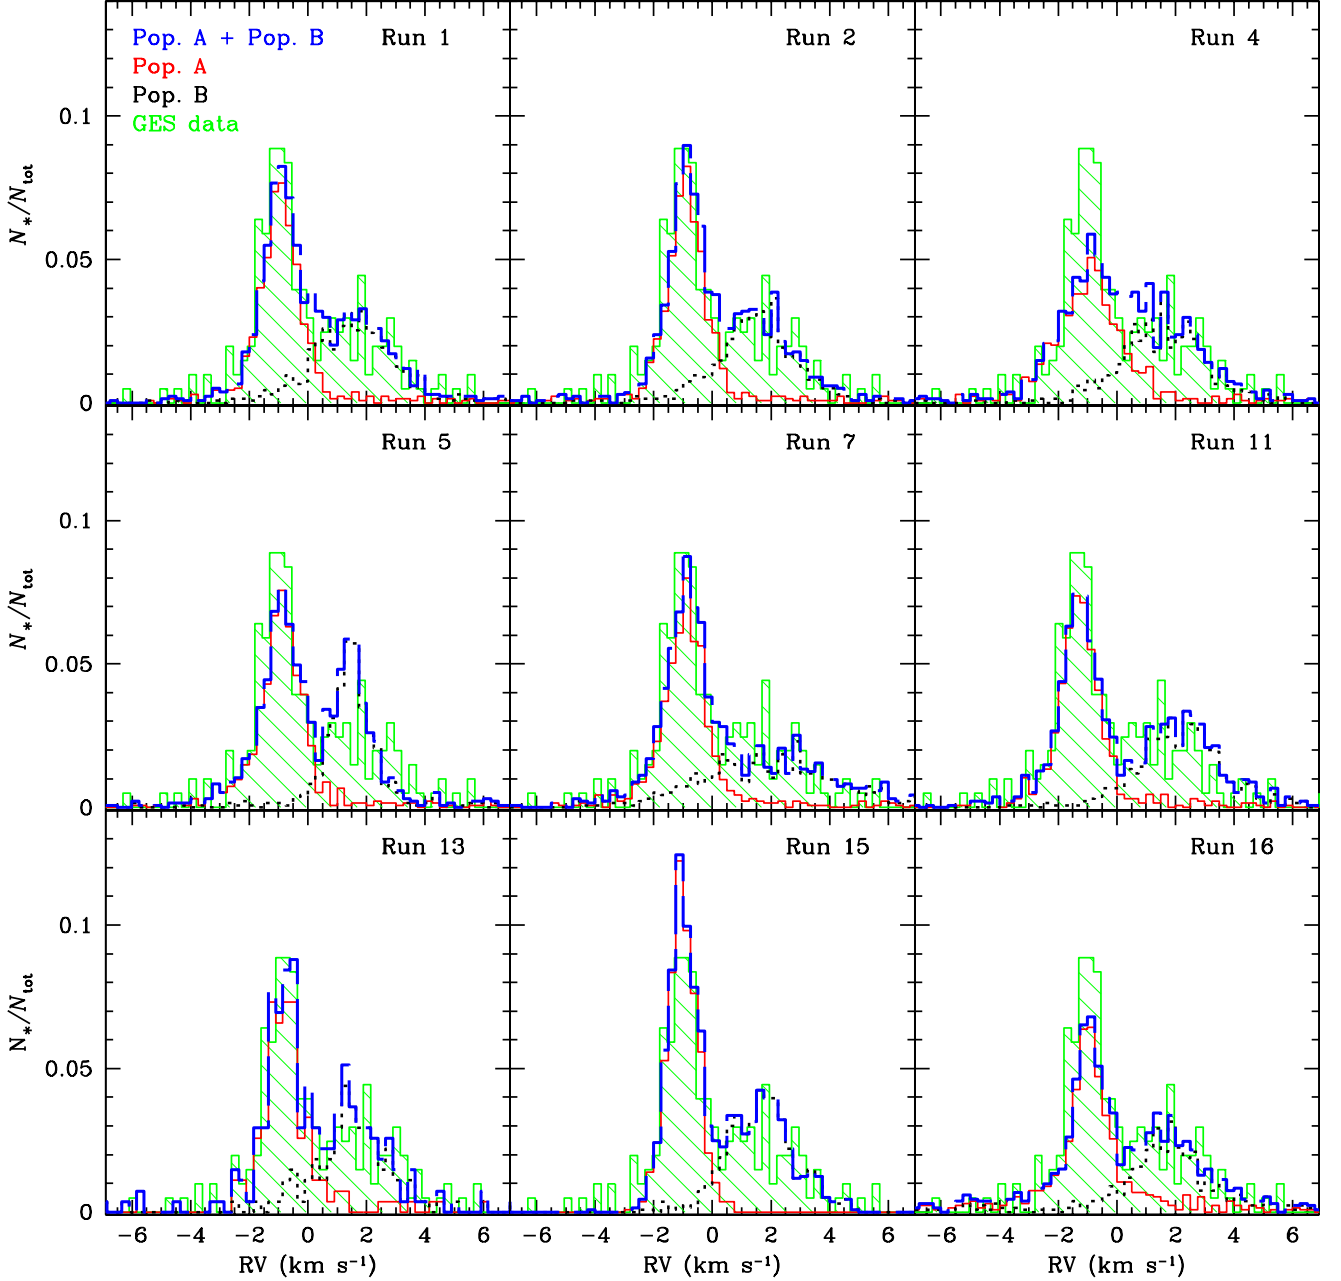 Pop. A + Pop. B
Pop. A
Pop. B
GES data
Run 1
Run 2
Run 4
0.1
0.05
0
N*/Ntot
Run 5
Run 7
Run 11
0.1
0.05
0
N*/Ntot
Run 13
Run 15
Run 16
0.1
0.05
0
N*/Ntot
−6 −4 −2 0 2 4 6
−6 −4 −2 0 2 4 6
−6 −4 −2 0 2 4 6
RV (km s⁻¹)
RV (km s⁻¹)
RV (km s⁻¹)